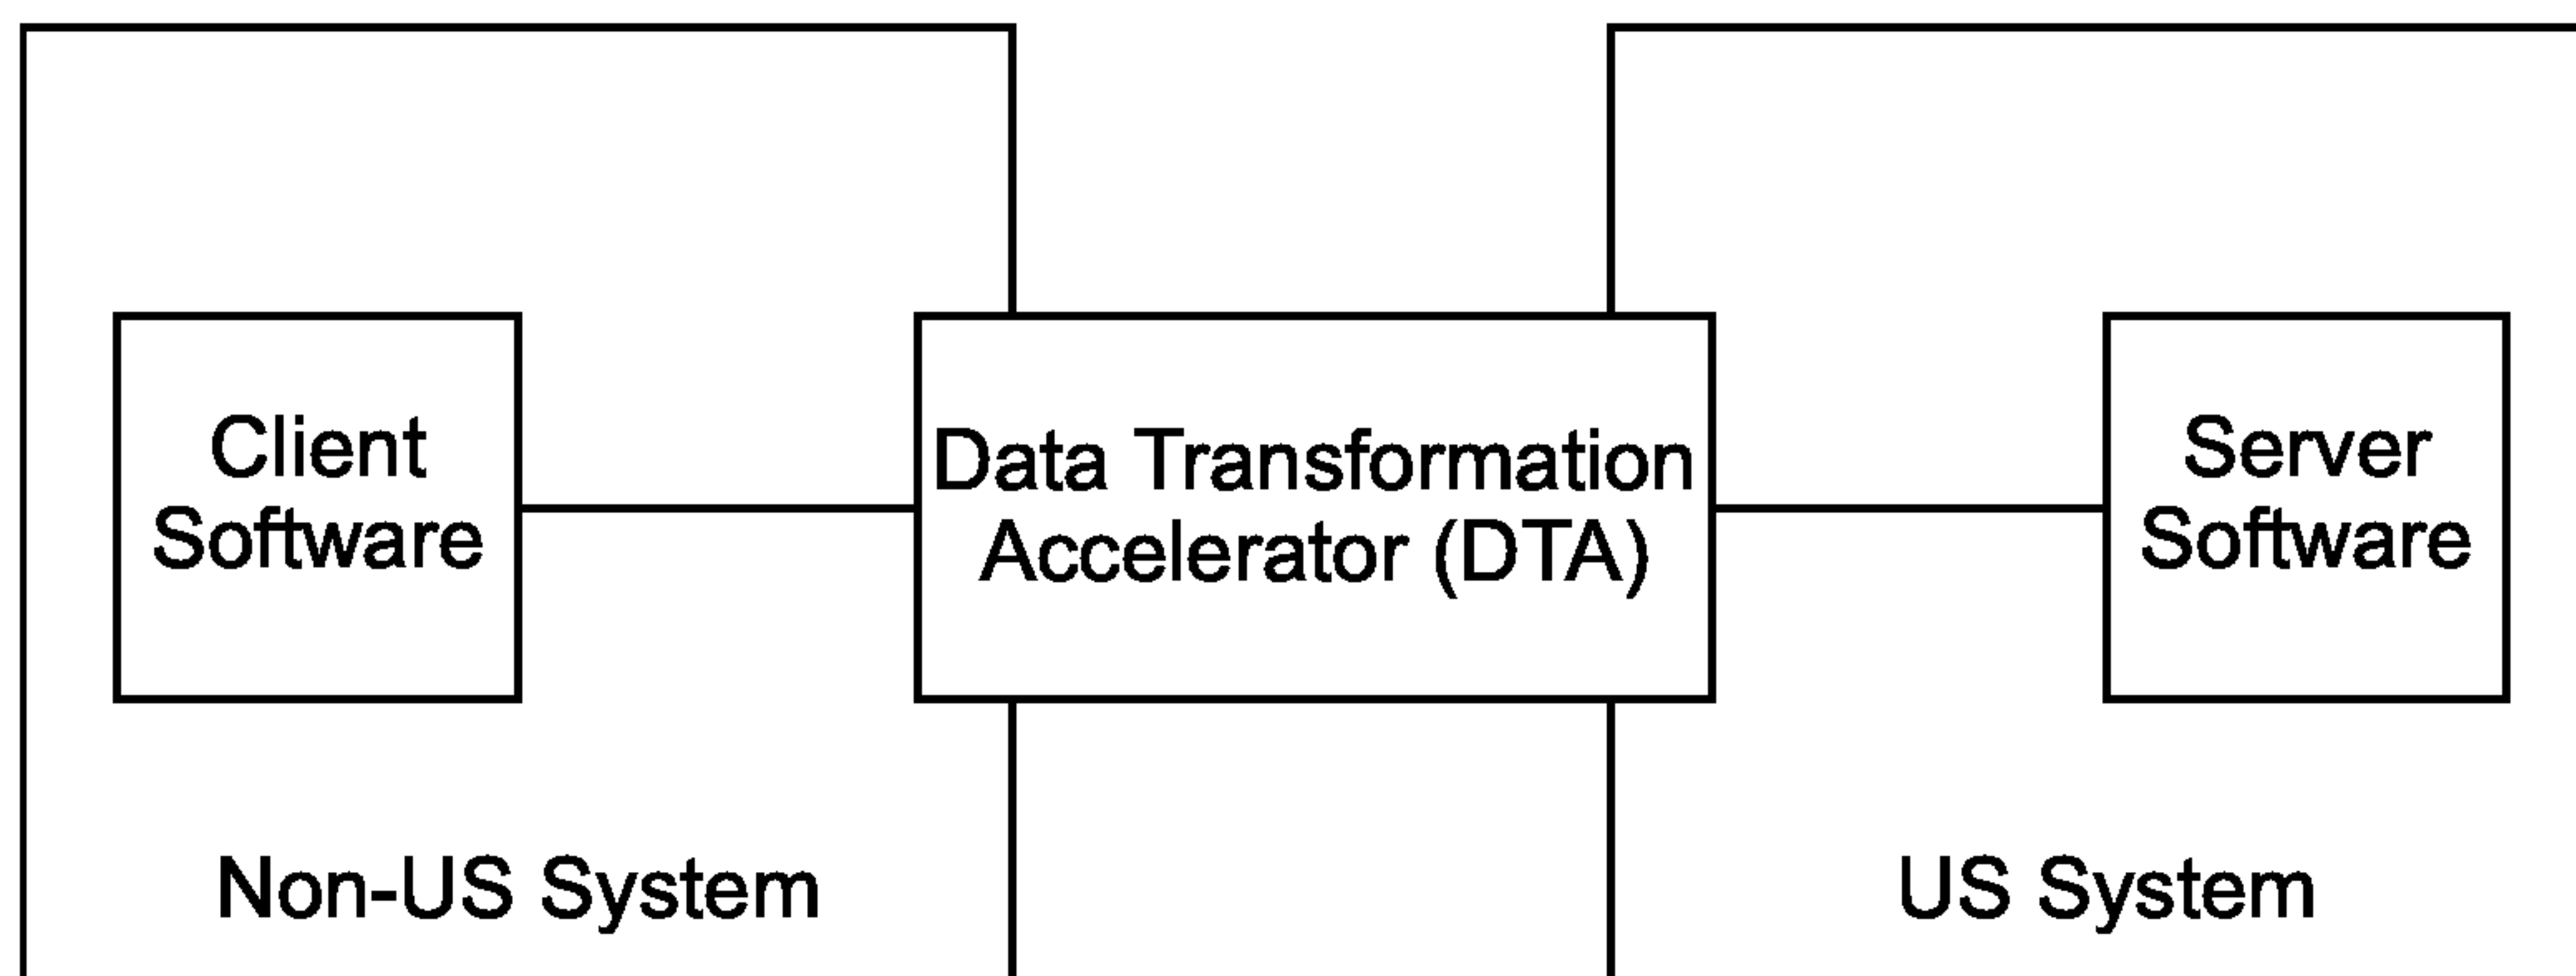 Client
Software
Data Transformation
Accelerator (DTA)
Server
Software
Non-US System
US System